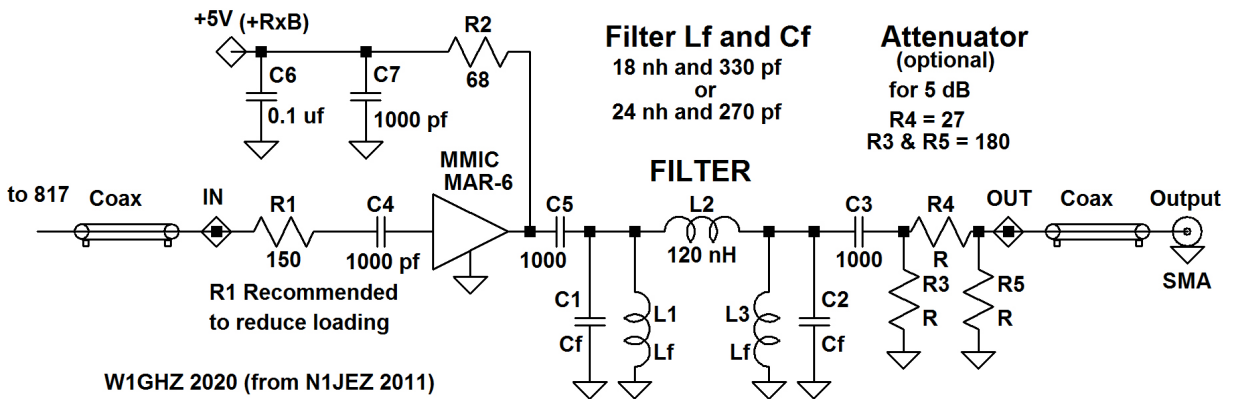 +5V (+RxB)
R2
68
C6
0.1 uf
C7
1000 pf
Filter Lf and Cf
18 nh and 330 pf
or
24 nh and 270 pf
Attenuator
(optional)
for 5 dB
R4 = 27
R3 & R5 = 180
to 817
Coax
IN
R1
150
C4
1000 pf
MMIC
MAR-6
C5
1000
FILTER
L2
120 nH
C3
1000
R4
R
OUT
Coax
Output
SMA
R1 Recommended
to reduce loading
C1
Cf
L1
Lf
L3
Lf
C2
Cf
R3
R
R5
R
W1GHZ 2020 (from N1JEZ 2011)